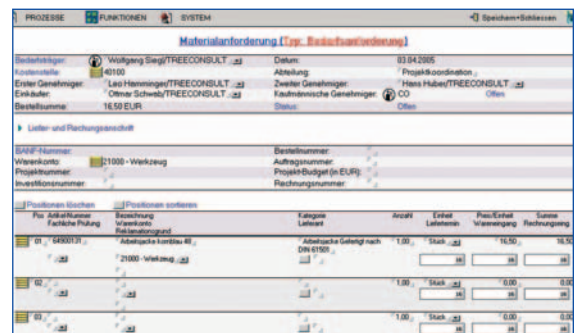 PROZESSE FUNKTIONEN SYSTEM Speichern+Schliessen
Materialanforderung (Typ: Bedarfsanforderung)
Bedarfsträger: Wolfgang Siegl/TREECONSULT Datum: 03.04.2005
Kostenstelle: 40100 Abteilung: Projektkoordination
Erster Genehmiger: Leo Hamminger/TREECONSULT Zweiter Genehmiger: Hans Huber/TREECONSULT
Einkäufer: Otmar Schwab/TREECONSULT Kaufmännische Genehmiger: CO Offen
Bestellsumme: 16,50 EUR Status: Offen
Liefer- und Rechungsanschrift
BANF-Nummer: Bestellnummer:
Warenkonto: 21000 - Werkzeug Auftragsnummer:
Projektnummer: Projekt-Budget (in EUR):
Investitionsnummer: Rechnungsnummer:
Positionen löschen Positionen sortieren
Pos Artikel-Nummer Bezeichnung Kategorie Anzahl Einheit Preis/Einheit Summe
Fachliche Prüfung Warenkonto Lieferant Liefertermin Wareneingang Rechnungseing
Reklamationsgrund
01 64900131 Arbeitsjacke kornblau 48 Arbeitsjacke Gefertigt nach 1,00 Stück 16,50 16,50
DIN 61501
21000 - Werkzeug
02 1,00 Stück 0,00 0,00
03 1,00 Stück 0,00 0,00